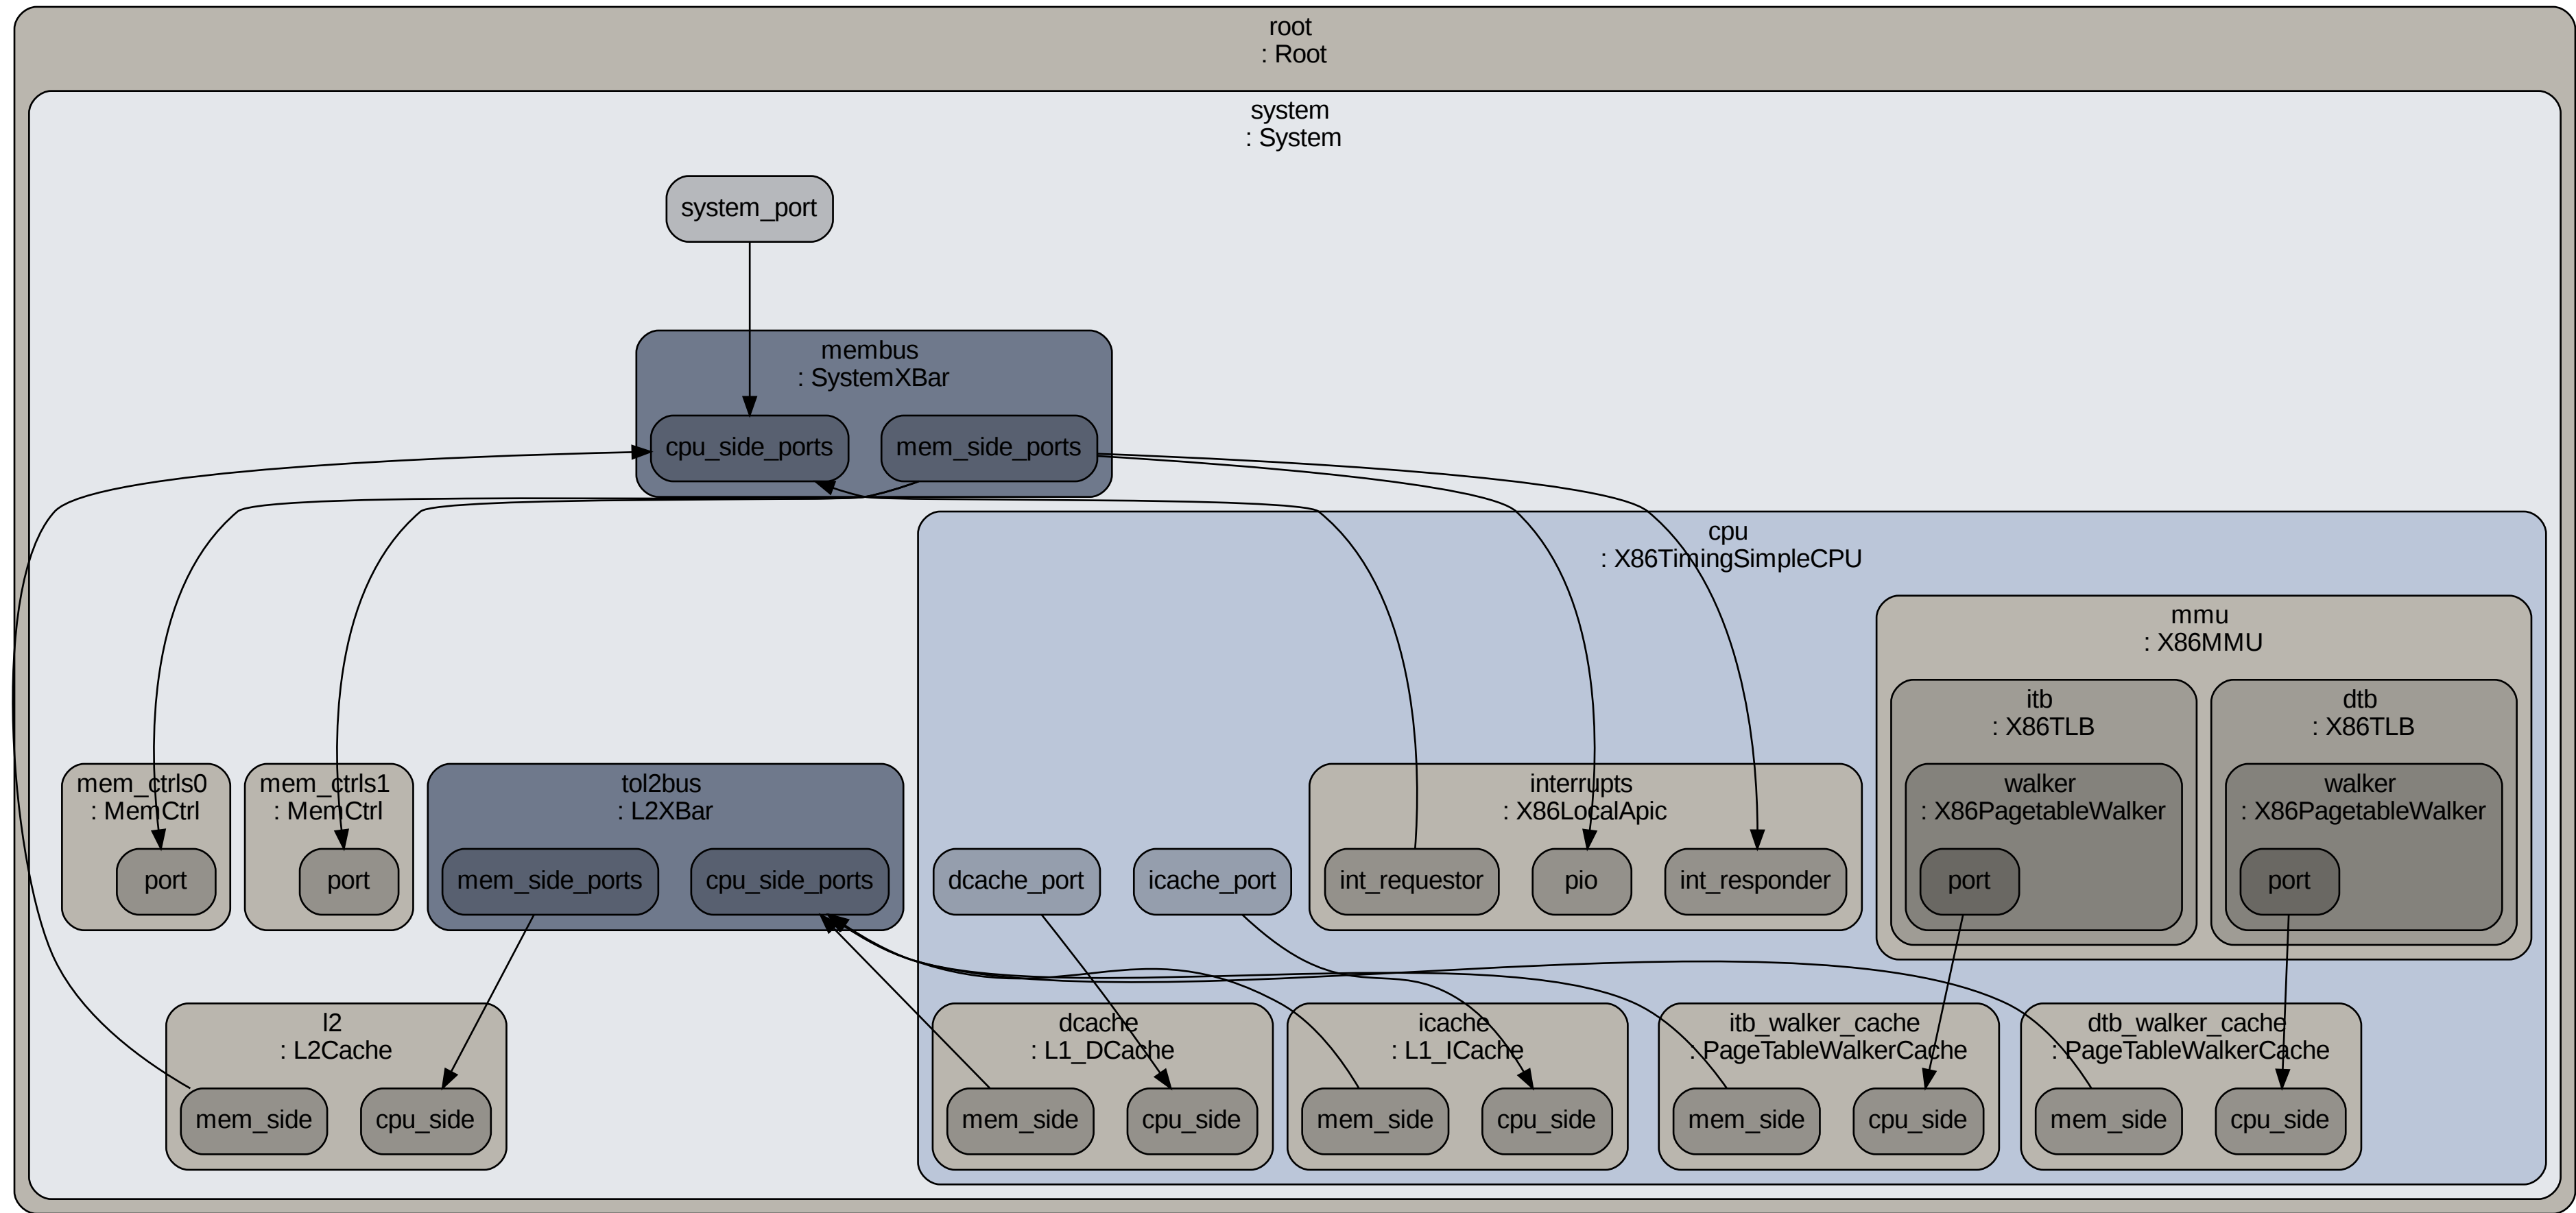 root
: Root
system
: System
system_port
membus
: SystemXBar
cpu_side_ports
mem_side_ports
cpu
: X86TimingSimpleCPU
mmu
: X86MMU
itb
: X86TLB
dtb
: X86TLB
mem_ctrls0
: MemCtrl
mem_ctrls1
: MemCtrl
tol2bus
: L2XBar
interrupts
: X86LocalApic
walker
: X86PagetableWalker
walker
: X86PagetableWalker
port
port
mem_side_ports
cpu_side_ports
dcache_port
icache_port
int_requestor
pio
int_responder
port
port
l2
: L2Cache
dcache
: L1_DCache
icache
: L1_ICache
itb_walker_cache
: PageTableWalkerCache
dtb_walker_cache
: PageTableWalkerCache
mem_side
cpu_side
mem_side
cpu_side
mem_side
cpu_side
mem_side
cpu_side
mem_side
cpu_side